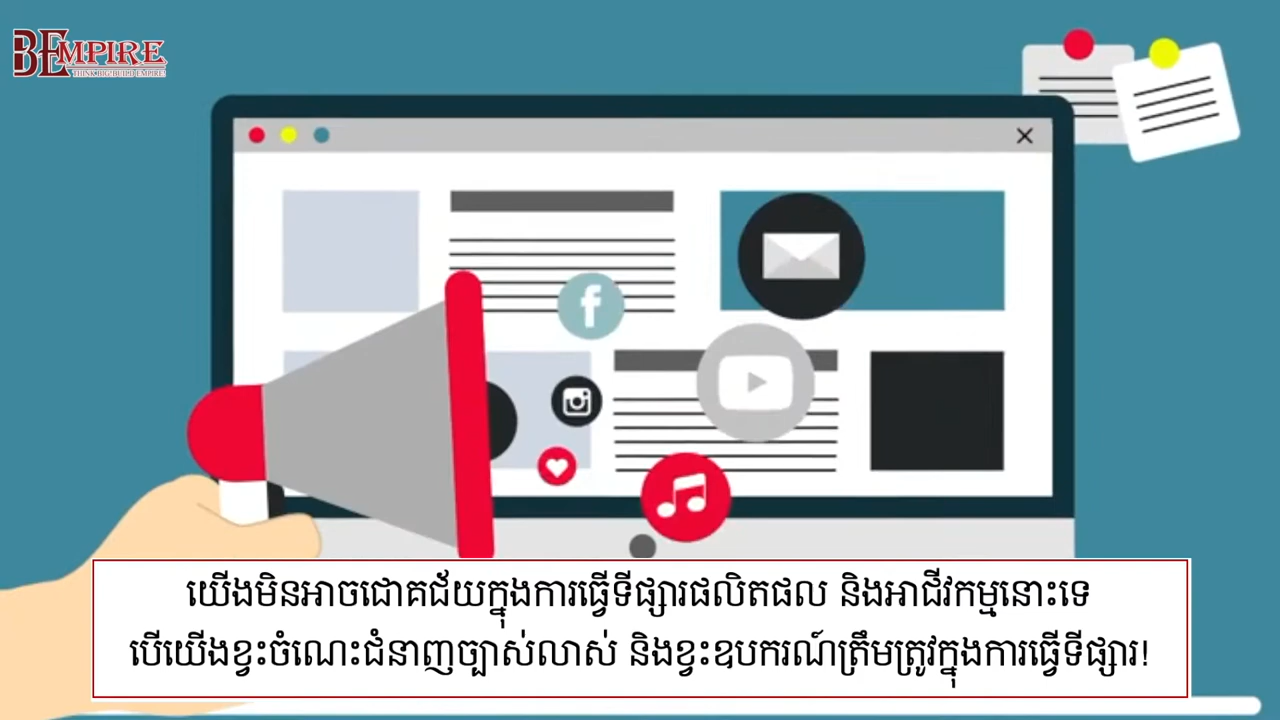 BEMPIRE
THINK BIG!BUILD EMPIRE!
យើងមិនអាចជោគជ័យក្នុងការធ្វើទីផ្សារផលិតផល និងអាជីវកម្មនោះទេ
បើយើងខ្វះចំណេះជំនាញច្បាស់លាស់ និងខ្វះឧបករណ៍ត្រឹមត្រូវក្នុងការធ្វើទីផ្សារ!